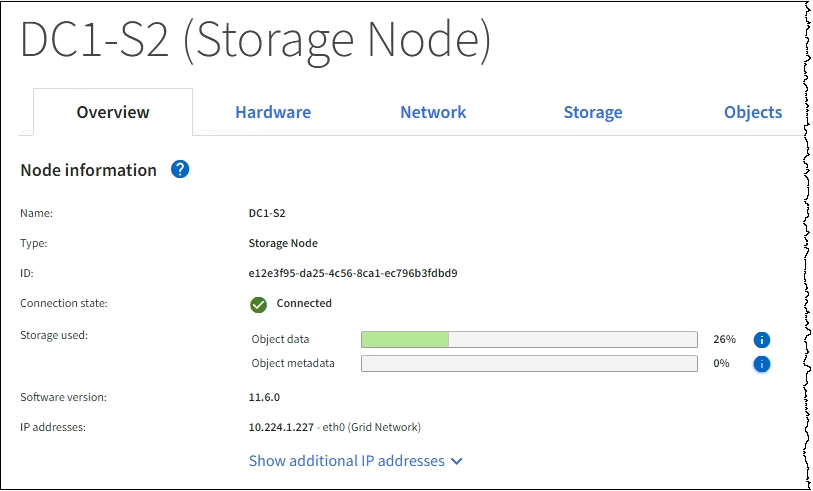 DC1-S2 (Storage Node)
Overview Hardware Network Storage Objects
Node information ?
Name: DC1-S2
Type: Storage Node
ID: e12e3f95-da25-4c56-8ca1-ec796b3fdbd9
Connection state: Connected
Storage used: Object data 26% i
Object metadata 0% i
Software version: 11.6.0
IP addresses: 10.224.1.227 - eth0 (Grid Network)
Show additional IP addresses